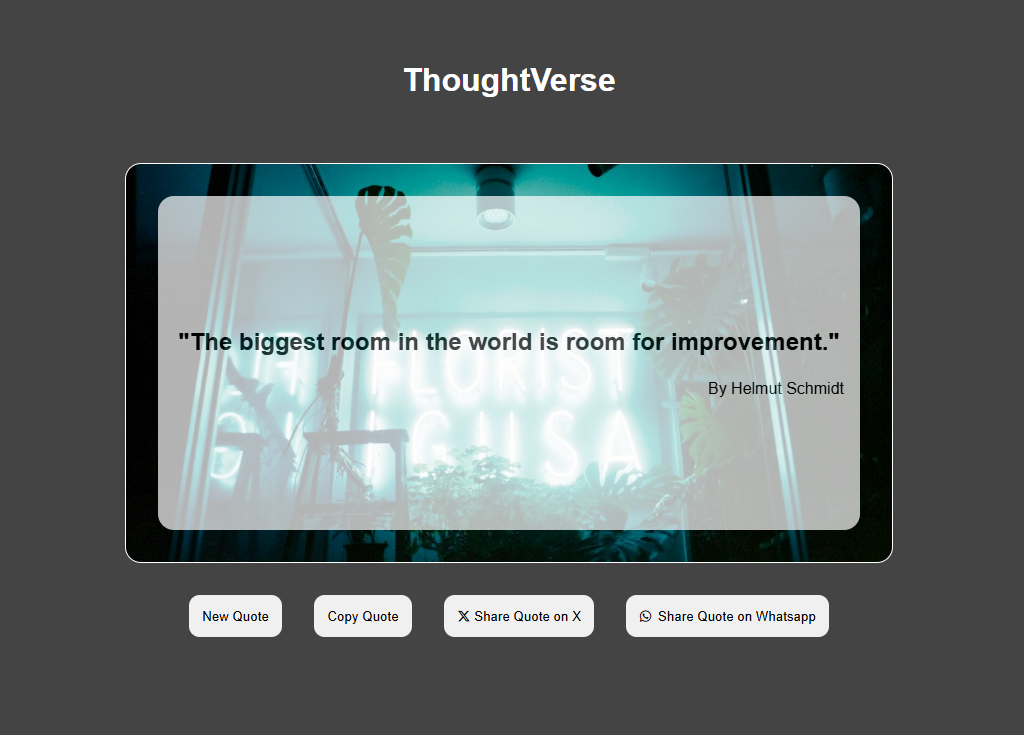 ThoughtVerse
FLORIST
"The biggest room in the world is room for improvement."
By Helmut Schmidt
New Quote
Copy Quote
Share Quote on X
Share Quote on Whatsapp